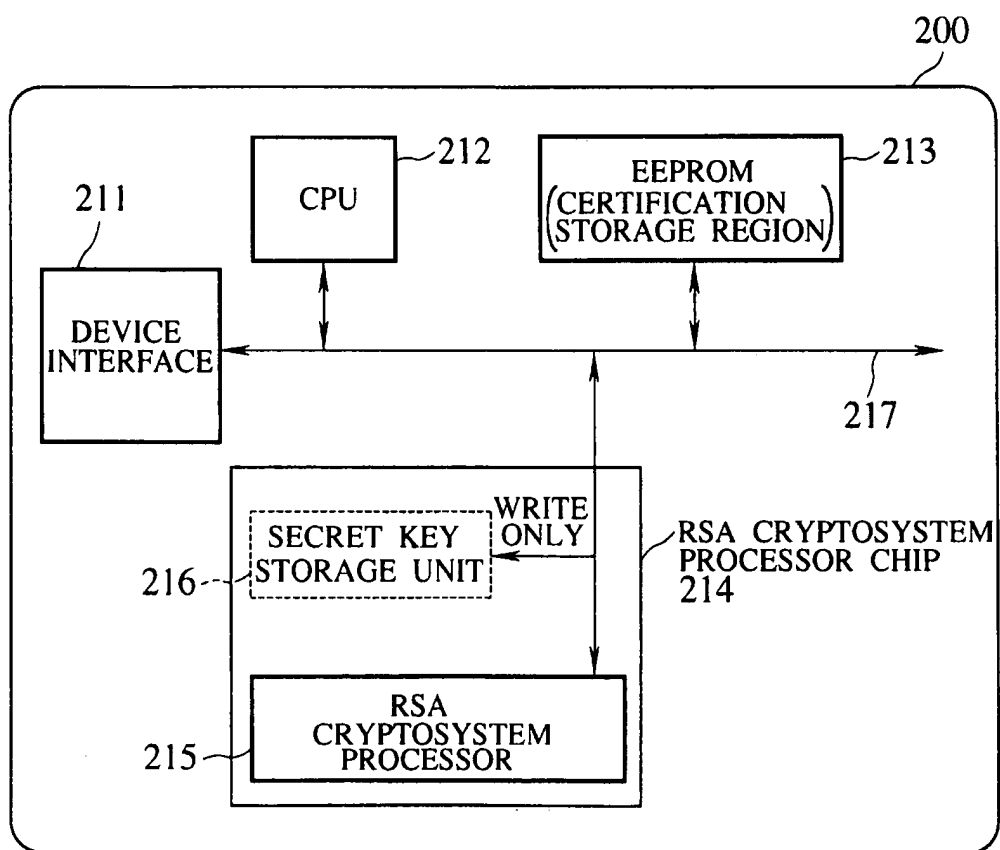 200
212
CPU
213
EEPROM
(CERTIFICATION
STORAGE REGION)
211
DEVICE
INTERFACE
217
WRITE
ONLY
SECRET KEY
STORAGE UNIT
216
RSA CRYPTOSYSTEM
PROCESSOR CHIP
214
RSA
CRYPTOSYSTEM
PROCESSOR
215